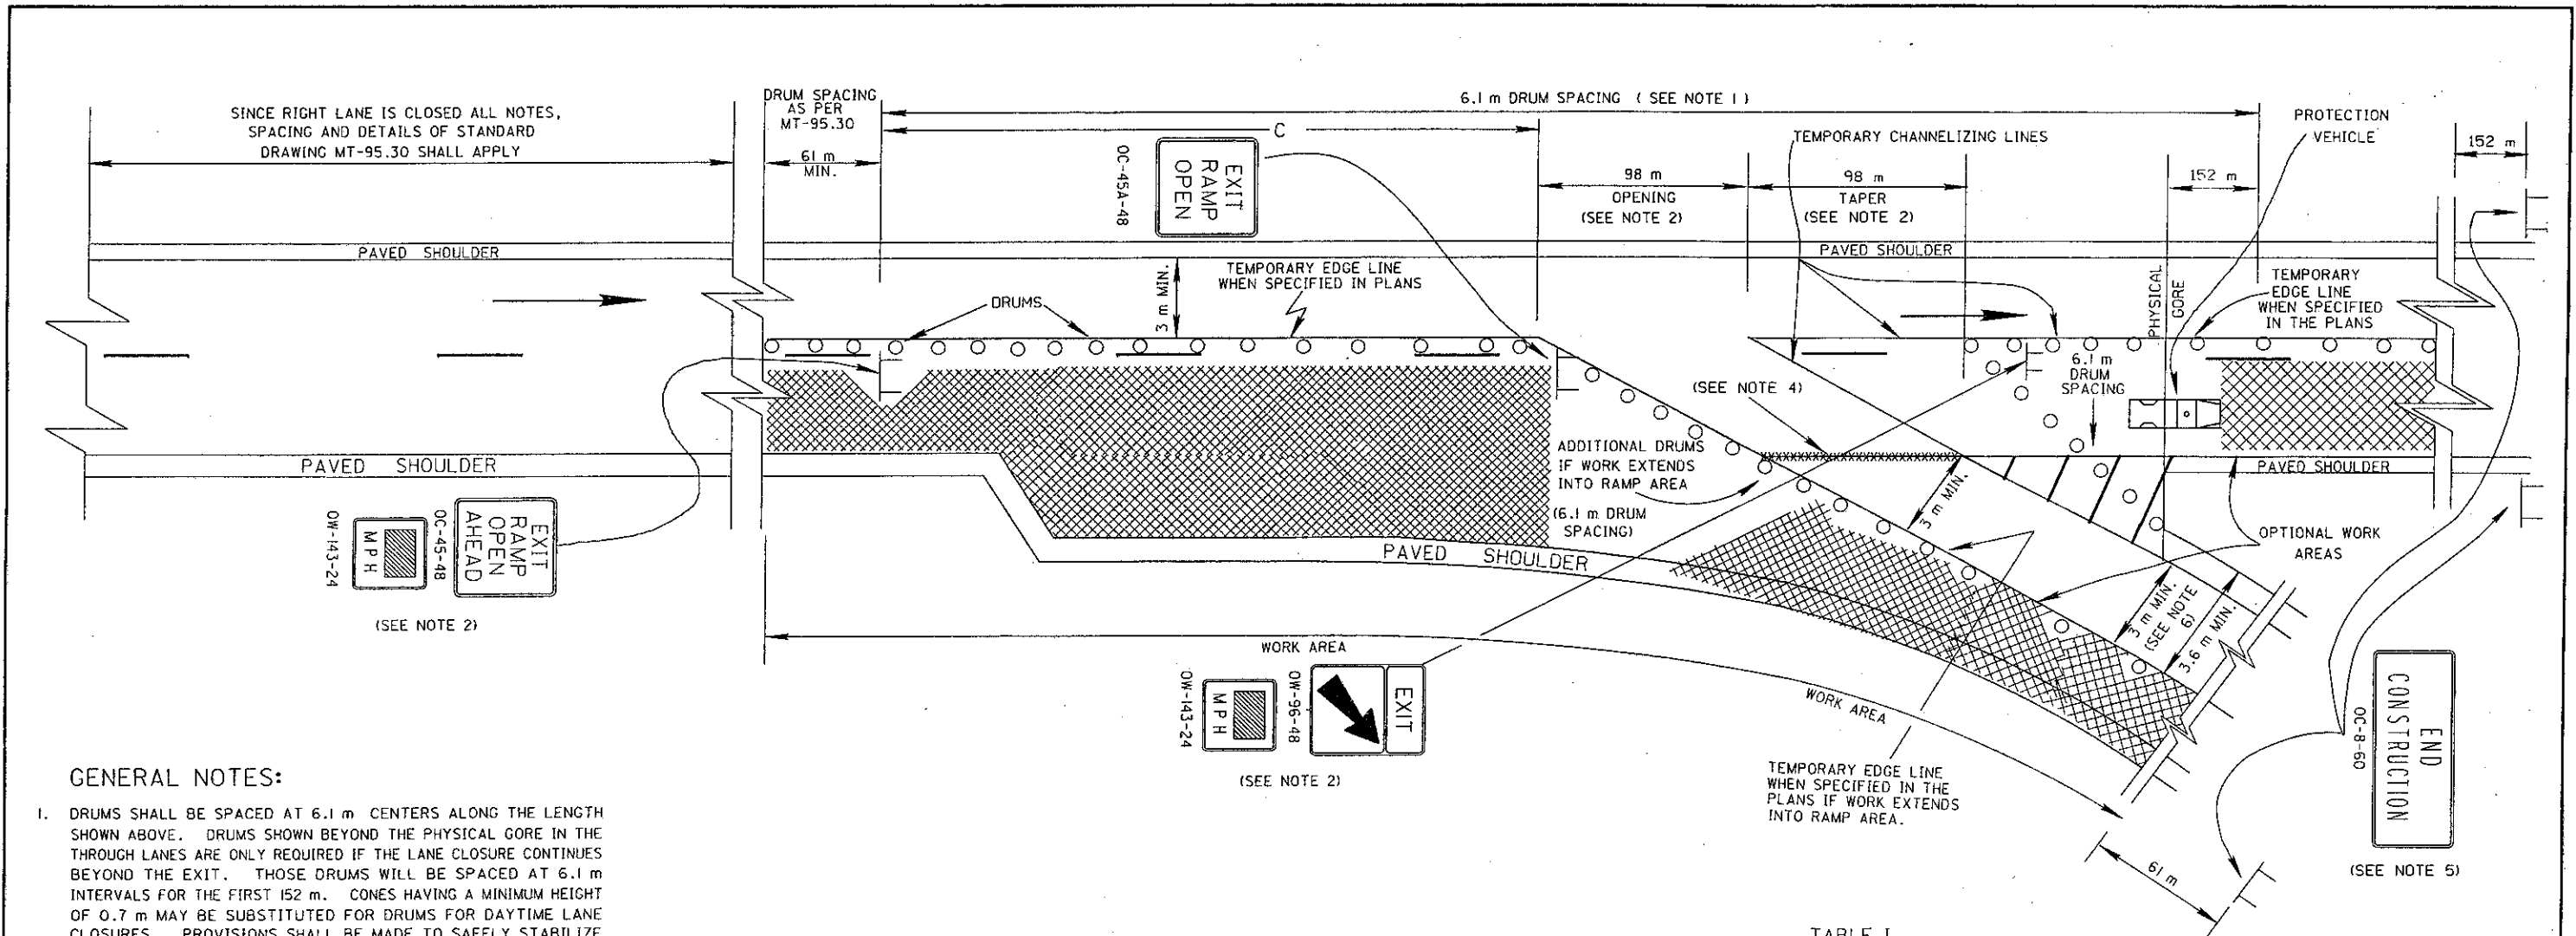 SINCE RIGHT LANE IS CLOSED ALL NOTES,
SPACING AND DETAILS OF STANDARD
DRAWING MT-95.30 SHALL APPLY
DRUM SPACING
AS PER
MT-95.30
61 m
MIN.
6.1 m DRUM SPACING ( SEE NOTE 1 )
C
EXIT
RAMP
OPEN
OC-45A-48
TEMPORARY CHANNELIZING LINES
98 m
OPENING
(SEE NOTE 2)
98 m
TAPER
(SEE NOTE 2)
PROTECTION
VEHICLE
152 m
152 m
PAVED SHOULDER
PAVED SHOULDER
3 m MIN.
TEMPORARY EDGE LINE
WHEN SPECIFIED IN PLANS
DRUMS
PHYSICAL
GORE
TEMPORARY
EDGE LINE
WHEN SPECIFIED
IN THE PLANS
6.1 m
DRUM
SPACING
(SEE NOTE 4)
ADDITIONAL DRUMS
IF WORK EXTENDS
INTO RAMP AREA
(6.1 m DRUM
SPACING)
3 m MIN.
PAVED SHOULDER
PAVED SHOULDER
PAVED SHOULDER
OPTIONAL WORK
AREAS
EXIT
RAMP
OPEN
AHEAD
OC-45-48
MPH
OW-143-24
(SEE NOTE 2)
WORK AREA
EXIT
OW-96-48
MPH
OW-143-24
(SEE NOTE 2)
3 m MIN.
(SEE NOTE
6)
3.6 m MIN.
WORK AREA
TEMPORARY EDGE LINE
WHEN SPECIFIED IN THE
PLANS IF WORK EXTENDS
INTO RAMP AREA.
END
CONSTRUCTION
OC-8-60
(SEE NOTE 5)
61 m
GENERAL NOTES:
1. DRUMS SHALL BE SPACED AT 6.1 m CENTERS ALONG THE LENGTH
SHOWN ABOVE. DRUMS SHOWN BEYOND THE PHYSICAL GORE IN THE
THROUGH LANES ARE ONLY REQUIRED IF THE LANE CLOSURE CONTINUES
BEYOND THE EXIT. THOSE DRUMS WILL BE SPACED AT 6.1 m
INTERVALS FOR THE FIRST 152 m. CONES HAVING A MINIMUM HEIGHT
OF 0.7 m MAY BE SUBSTITUTED FOR DRUMS FOR DAYTIME LANE
CLOSURES. PROVISIONS SHALL BE MADE TO SAFELY STABILIZE
TABLE I